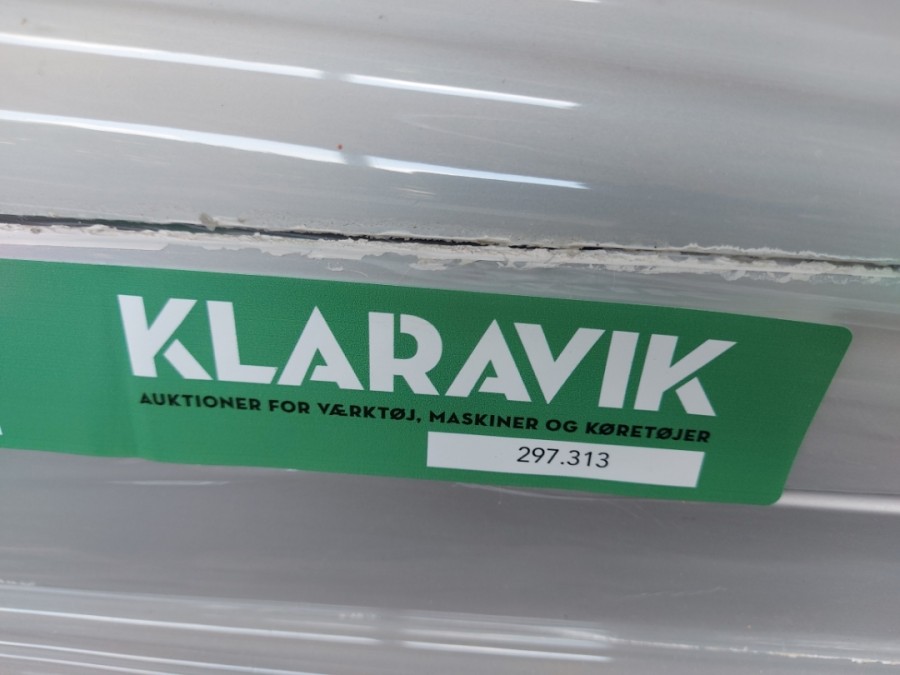 KLARAVIK
AUKTIONER FOR VÆRKTØJ, MASKINER OG KØRETØJER
297.313